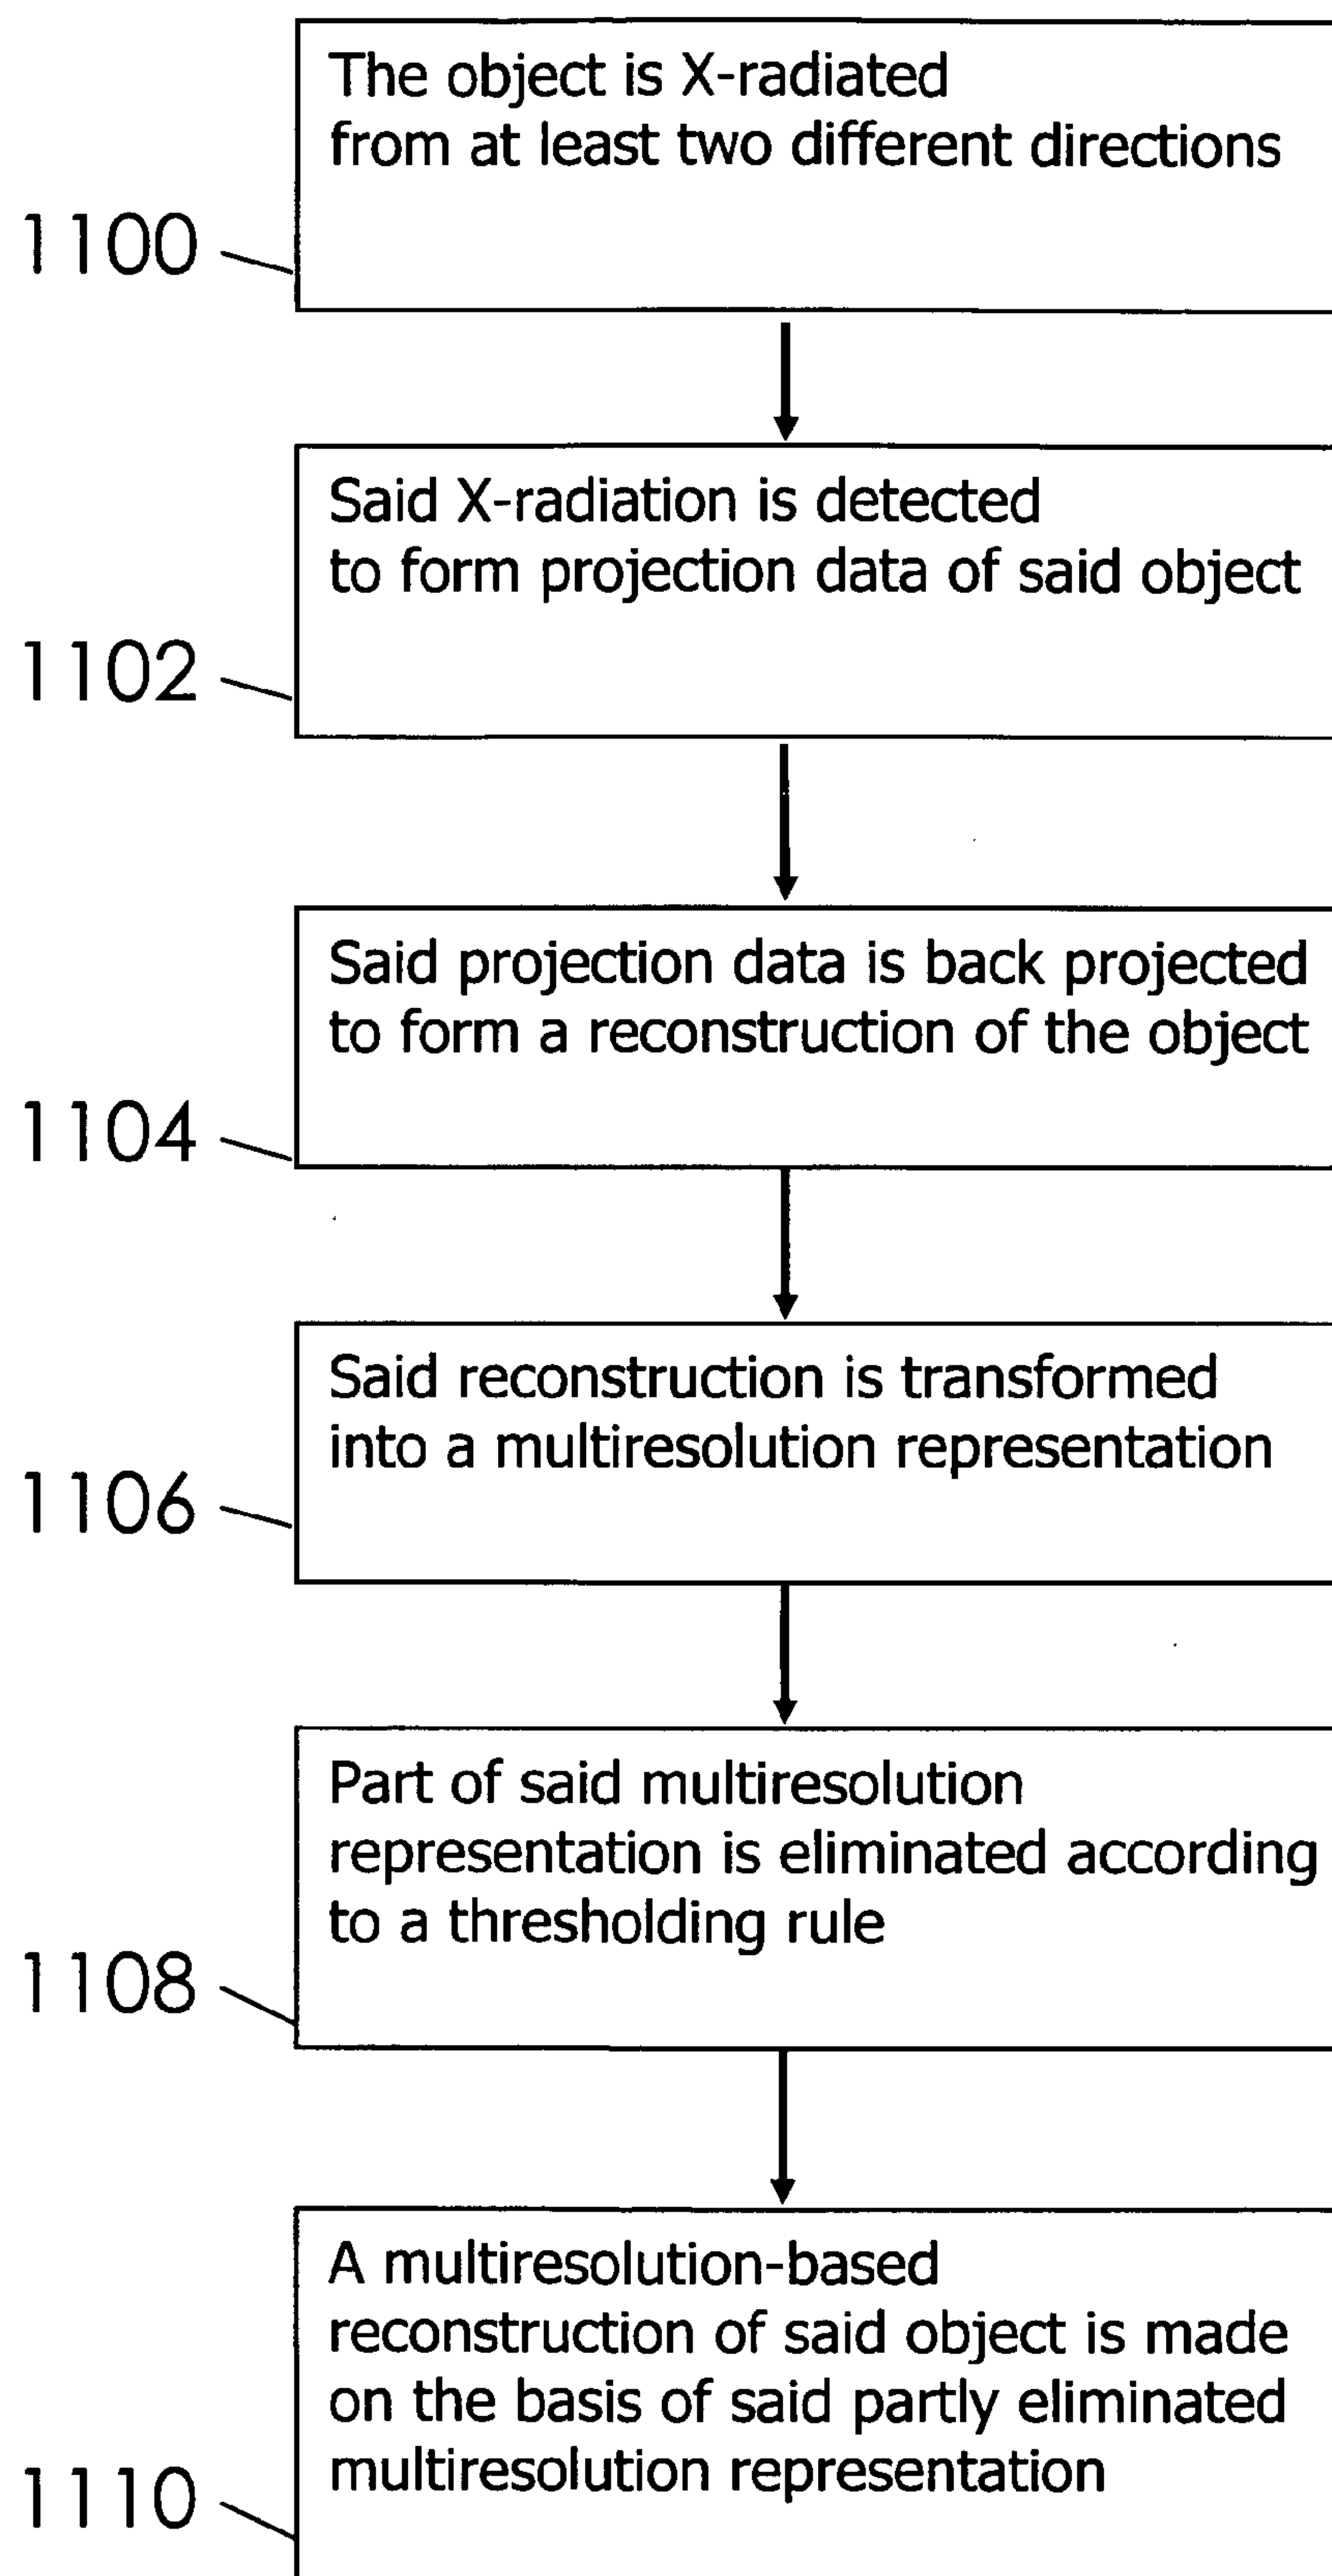 The object is X-radiated
from at least two different directions
1100
Said X-radiation is detected
to form projection data of said object
1102
Said projection data is back projected
to form a reconstruction of the object
1104
Said reconstruction is transformed
into a multiresolution representation
1106
Part of said multiresolution
representation is eliminated according
to a thresholding rule
1108
A multiresolution-based
reconstruction of said object is made
on the basis of said partly eliminated
multiresolution representation
1110